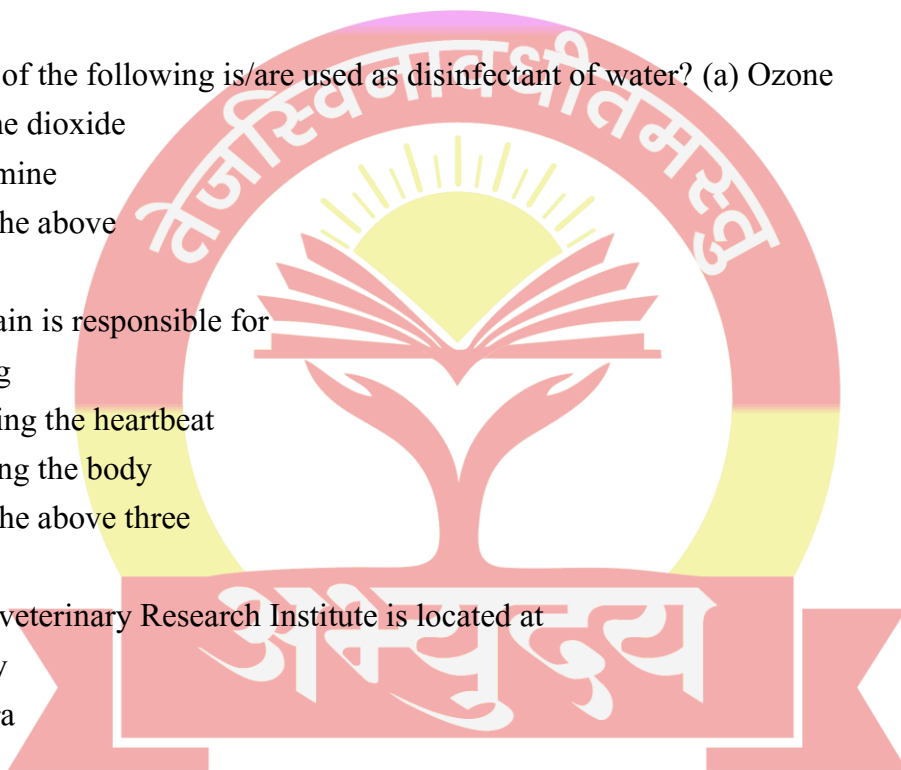 of the following is/are used as disinfectant of water? (a) Ozone
ne dioxide
mine
he above
ain is responsible for
g
ing the heartbeat
ng the body
he above three
veterinary Research Institute is located at
y
ra
तेजस्विनावधीतमस्तु
अभ्युदय